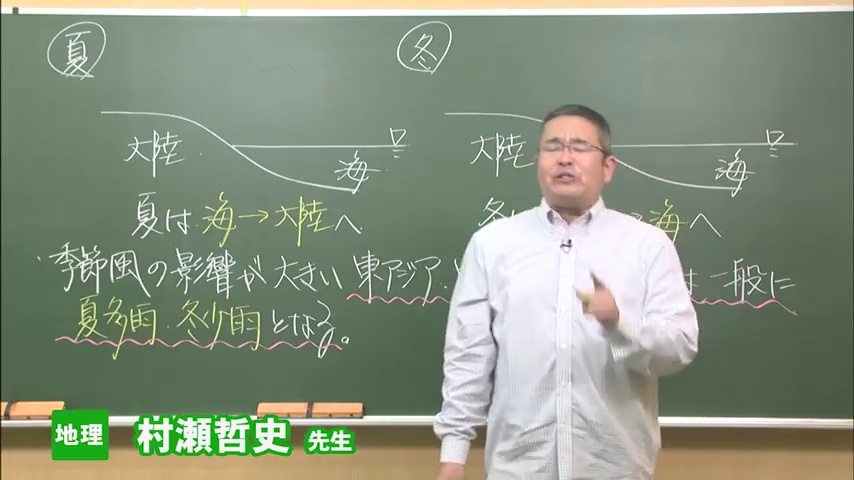 夏
冬
大陸
海
大陸
海
夏は 海→大陸へ
冬 海へ
季節風の影響が大きい 東アジア は一般に
夏多雨・冬少雨となる。
地理 村瀬哲史 先生